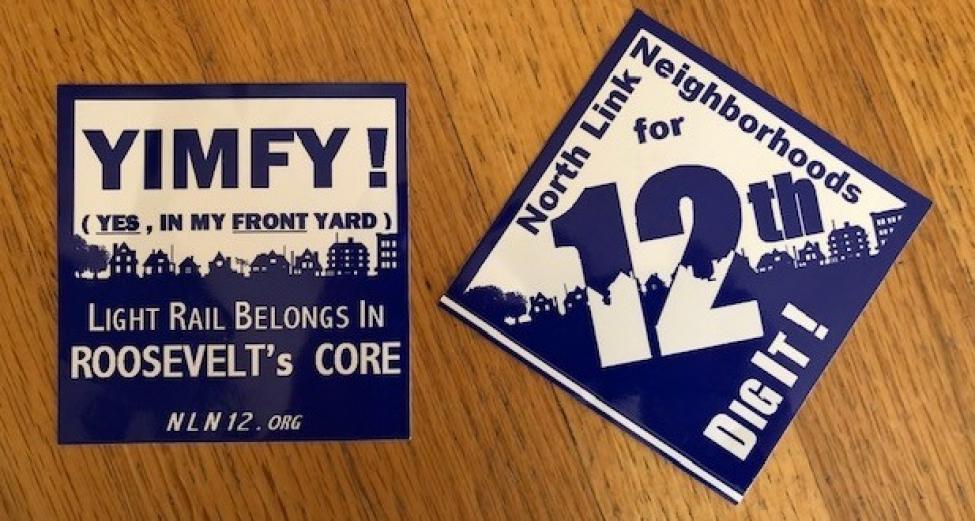 YIMFY!
( YES, IN MY FRONT YARD )
LIGHT RAIL BELONGS IN
ROOSEVELT's CORE
NLN12.ORG
North Link
Neighborhoods
for
12th
DIG IT!